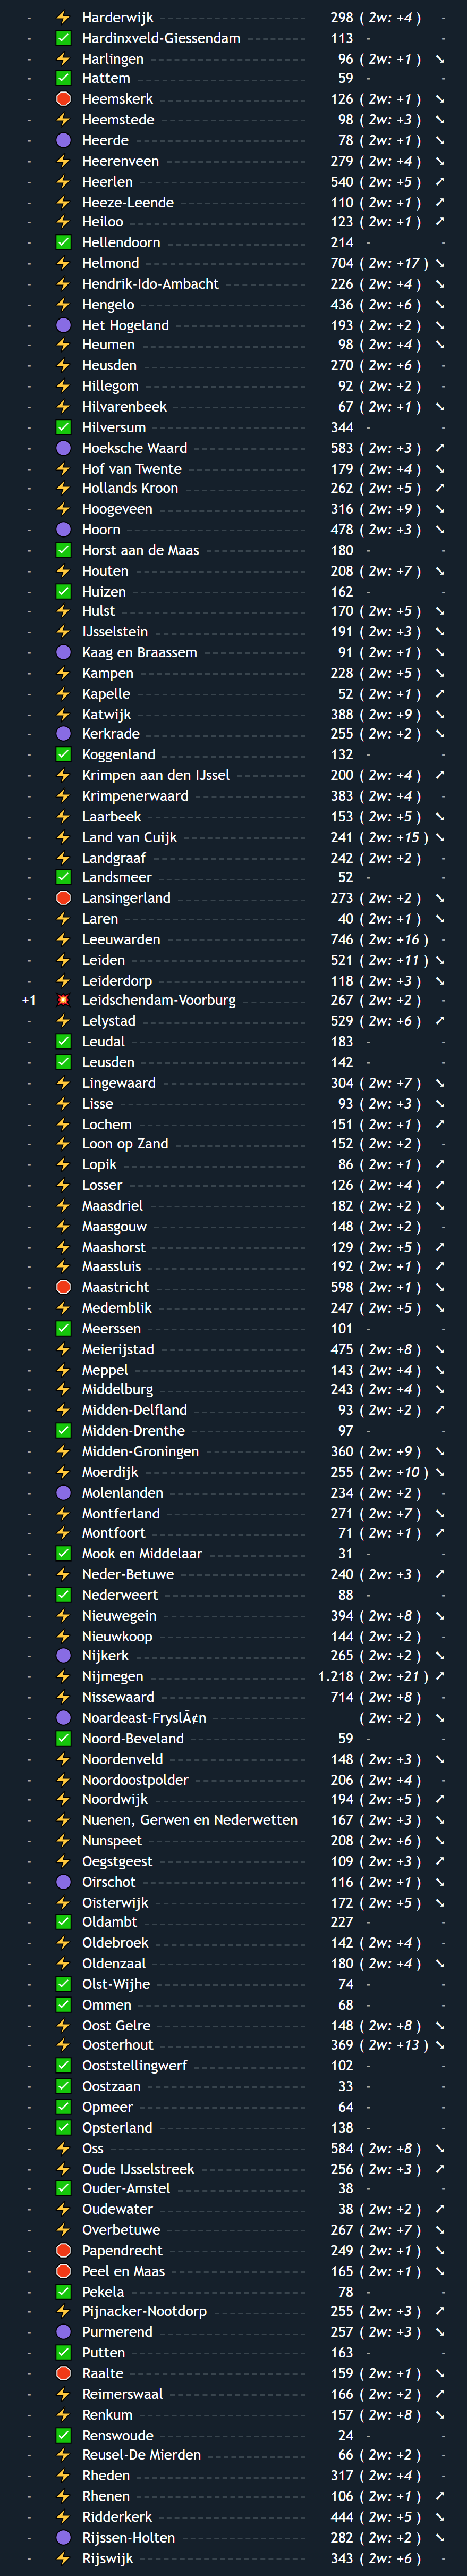 - ⚡ Harderwijk 298 ( 2w: +4 ) -
- ✅ Hardinxveld-Giessendam 113 - -
- ⚡ Harlingen 96 ( 2w: +1 ) ↘
- ✅ Hattem 59 - -
- 🛑 Heemskerk 126 ( 2w: +1 ) ↘
- ⚡ Heemstede 98 ( 2w: +3 ) ↘
- 🟣 Heerde 78 ( 2w: +1 ) ↘
- ⚡ Heerenveen 279 ( 2w: +4 ) ↘
- ⚡ Heerlen 540 ( 2w: +5 ) ↗
- ⚡ Heeze-Leende 110 ( 2w: +1 ) ↗
- ⚡ Heiloo 123 ( 2w: +1 ) ↗
- ✅ Hellendoorn 214 - -
- ⚡ Helmond 704 ( 2w: +17 ) ↘
- ⚡ Hendrik-Ido-Ambacht 226 ( 2w: +4 ) ↘
- ⚡ Hengelo 436 ( 2w: +6 ) ↘
- 🟣 Het Hogeland 193 ( 2w: +2 ) ↘
- ⚡ Heumen 98 ( 2w: +4 ) ↘
- ⚡ Heusden 270 ( 2w: +6 ) -
- ⚡ Hillegom 92 ( 2w: +2 ) -
- ⚡ Hilvarenbeek 67 ( 2w: +1 ) ↘
- ✅ Hilversum 344 - -
- 🟣 Hoeksche Waard 583 ( 2w: +3 ) ↗
- ⚡ Hof van Twente 179 ( 2w: +4 ) ↘
- ⚡ Hollands Kroon 262 ( 2w: +5 ) ↗
- ⚡ Hoogeveen 316 ( 2w: +9 ) ↘
- 🟣 Hoorn 478 ( 2w: +3 ) ↘
- ✅ Horst aan de Maas 180 - -
- ⚡ Houten 208 ( 2w: +7 ) ↘
- ✅ Huizen 162 - -
- ⚡ Hulst 170 ( 2w: +5 ) ↘
- ⚡ IJsselstein 191 ( 2w: +3 ) ↘
- 🟣 Kaag en Braassem 91 ( 2w: +1 ) ↘
- ⚡ Kampen 228 ( 2w: +5 ) ↘
- ⚡ Kapelle 52 ( 2w: +1 ) ↗
- ⚡ Katwijk 388 ( 2w: +9 ) ↘
- 🟣 Kerkrade 255 ( 2w: +2 ) ↘
- ✅ Koggenland 132 - -
- ⚡ Krimpen aan den IJssel 200 ( 2w: +4 ) ↗
- ⚡ Krimpenerwaard 383 ( 2w: +4 ) -
- ⚡ Laarbeek 153 ( 2w: +5 ) ↘
- ⚡ Land van Cuijk 241 ( 2w: +15 ) ↘
- ⚡ Landgraaf 242 ( 2w: +2 ) -
- ✅ Landsmeer 52 - -
- 🛑 Lansingerland 273 ( 2w: +2 ) ↘
- ⚡ Laren 40 ( 2w: +1 ) ↘
- ⚡ Leeuwarden 746 ( 2w: +16 ) -
- ⚡ Leiden 521 ( 2w: +11 ) ↘
- ⚡ Leiderdorp 118 ( 2w: +3 ) ↘
+1 💥 Leidschendam-Voorburg 267 ( 2w: +2 ) -
- ⚡ Lelystad 529 ( 2w: +6 ) ↗
- ✅ Leudal 183 - -
- ✅ Leusden 142 - -
- ⚡ Lingewaard 304 ( 2w: +7 ) ↘
- ⚡ Lisse 93 ( 2w: +3 ) ↘
- ⚡ Lochem 151 ( 2w: +1 ) ↗
- ⚡ Loon op Zand 152 ( 2w: +2 ) -
- ⚡ Lopik 86 ( 2w: +1 ) ↗
- ⚡ Losser 126 ( 2w: +4 ) ↗
- ⚡ Maasdriel 182 ( 2w: +2 ) ↘
- ⚡ Maasgouw 148 ( 2w: +2 ) -
- ⚡ Maashorst 129 ( 2w: +5 ) ↗
- ⚡ Maassluis 192 ( 2w: +1 ) ↗
- 🛑 Maastricht 598 ( 2w: +1 ) ↘
- ⚡ Medemblik 247 ( 2w: +5 ) ↘
- ✅ Meerssen 101 - -
- ⚡ Meierijstad 475 ( 2w: +8 ) ↘
- ⚡ Meppel 143 ( 2w: +4 ) ↘
- ⚡ Middelburg 243 ( 2w: +4 ) ↘
- ⚡ Midden-Delfland 93 ( 2w: +2 ) ↗
- ✅ Midden-Drenthe 97 - -
- ⚡ Midden-Groningen 360 ( 2w: +9 ) ↘
- ⚡ Moerdijk 255 ( 2w: +10 ) ↘
- 🟣 Molenlanden 234 ( 2w: +2 ) -
- ⚡ Montferland 271 ( 2w: +7 ) ↘
- ⚡ Montfoort 71 ( 2w: +1 ) ↗
- ✅ Mook en Middelaar 31 - -
- ⚡ Neder-Betuwe 240 ( 2w: +3 ) ↗
- ✅ Nederweert 88 - -
- ⚡ Nieuwegein 394 ( 2w: +8 ) ↘
- ⚡ Nieuwkoop 144 ( 2w: +2 ) -
- 🟣 Nijkerk 265 ( 2w: +2 ) ↘
- ⚡ Nijmegen 1.218 ( 2w: +21 ) ↗
- ⚡ Nissewaard 714 ( 2w: +8 ) -
- 🟣 Noardeast-FryslÃ¢n ( 2w: +2 ) ↘
- ✅ Noord-Beveland 59 - -
- ⚡ Noordenveld 148 ( 2w: +3 ) ↘
- ⚡ Noordoostpolder 206 ( 2w: +4 ) -
- ⚡ Noordwijk 194 ( 2w: +5 ) ↗
- ⚡ Nuenen, Gerwen en Nederwetten 167 ( 2w: +3 ) ↘
- ⚡ Nunspeet 208 ( 2w: +6 ) ↘
- ⚡ Oegstgeest 109 ( 2w: +3 ) ↗
- 🟣 Oirschot 116 ( 2w: +1 ) ↘
- ⚡ Oisterwijk 172 ( 2w: +5 ) ↘
- ✅ Oldambt 227 - -
- ⚡ Oldebroek 142 ( 2w: +4 ) -
- ⚡ Oldenzaal 180 ( 2w: +4 ) ↘
- ✅ Olst-Wijhe 74 - -
- ✅ Ommen 68 - -
- ⚡ Oost Gelre 148 ( 2w: +8 ) ↘
- ⚡ Oosterhout 369 ( 2w: +13 ) ↘
- ✅ Ooststellingwerf 102 - -
- ✅ Oostzaan 33 - -
- ✅ Opmeer 64 - -
- ✅ Opsterland 138 - -
- ⚡ Oss 584 ( 2w: +8 ) ↘
- ⚡ Oude IJsselstreek 256 ( 2w: +3 ) ↗
- ✅ Ouder-Amstel 38 - -
- ⚡ Oudewater 38 ( 2w: +2 ) ↗
- ⚡ Overbetuwe 267 ( 2w: +7 ) ↘
- 🛑 Papendrecht 249 ( 2w: +1 ) ↘
- 🛑 Peel en Maas 165 ( 2w: +1 ) ↘
- ✅ Pekela 78 - -
- ⚡ Pijnacker-Nootdorp 255 ( 2w: +3 ) ↗
- 🟣 Purmerend 257 ( 2w: +3 ) ↘
- ✅ Putten 163 - -
- 🛑 Raalte 159 ( 2w: +1 ) ↘
- ⚡ Reimerswaal 166 ( 2w: +2 ) ↗
- ⚡ Renkum 157 ( 2w: +8 ) ↘
- ✅ Renswoude 24 - -
- ⚡ Reusel-De Mierden 66 ( 2w: +2 ) -
- ⚡ Rheden 317 ( 2w: +4 ) -
- ⚡ Rhenen 106 ( 2w: +1 ) ↗
- ⚡ Ridderkerk 444 ( 2w: +5 ) ↘
- 🟣 Rijssen-Holten 282 ( 2w: +2 ) ↘
- ⚡ Rijswijk 343 ( 2w: +6 ) -